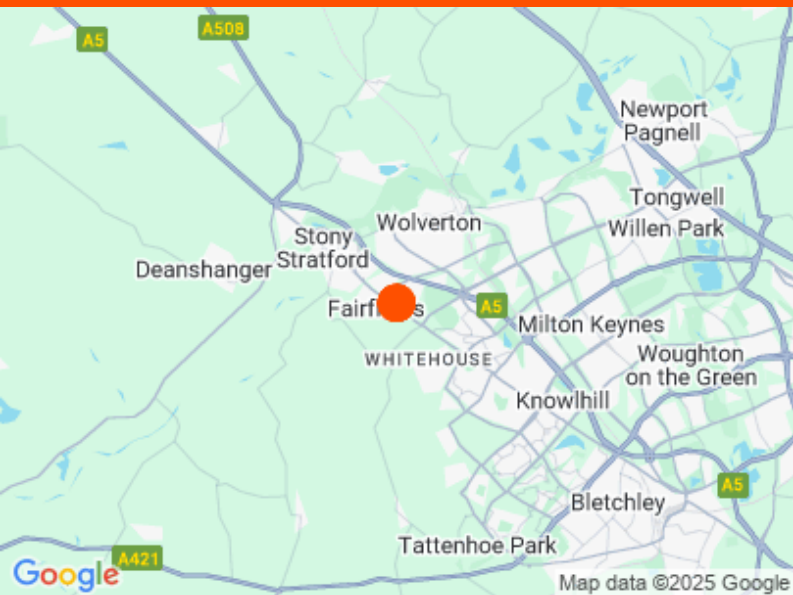 A5
A508
Newport
Pagnell
Tongwell
Wolverton
Willen Park
Stony
Stratford
Deanshanger
A5
Milton Keynes
WHITEHOUSE
Woughton
on the Green
Knowlhill
A5
Bletchley
Tattenhoe Park
A421
Google
Map data ©2025 Google